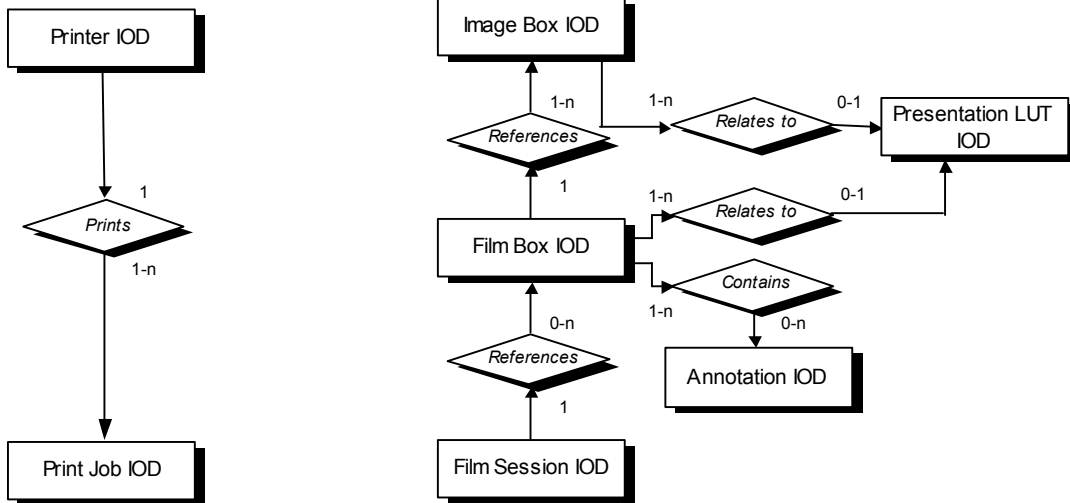 Printer IOD
1
Prints
1-n
Print Job IOD
Image Box IOD
1-n
References
1
1-n
Relates to
0-1
Presentation LUT
IOD
Film Box IOD
1-n
Relates to
0-1
1-n
Contains
0-n
Annotation IOD
0-n
References
1
Film Session IOD